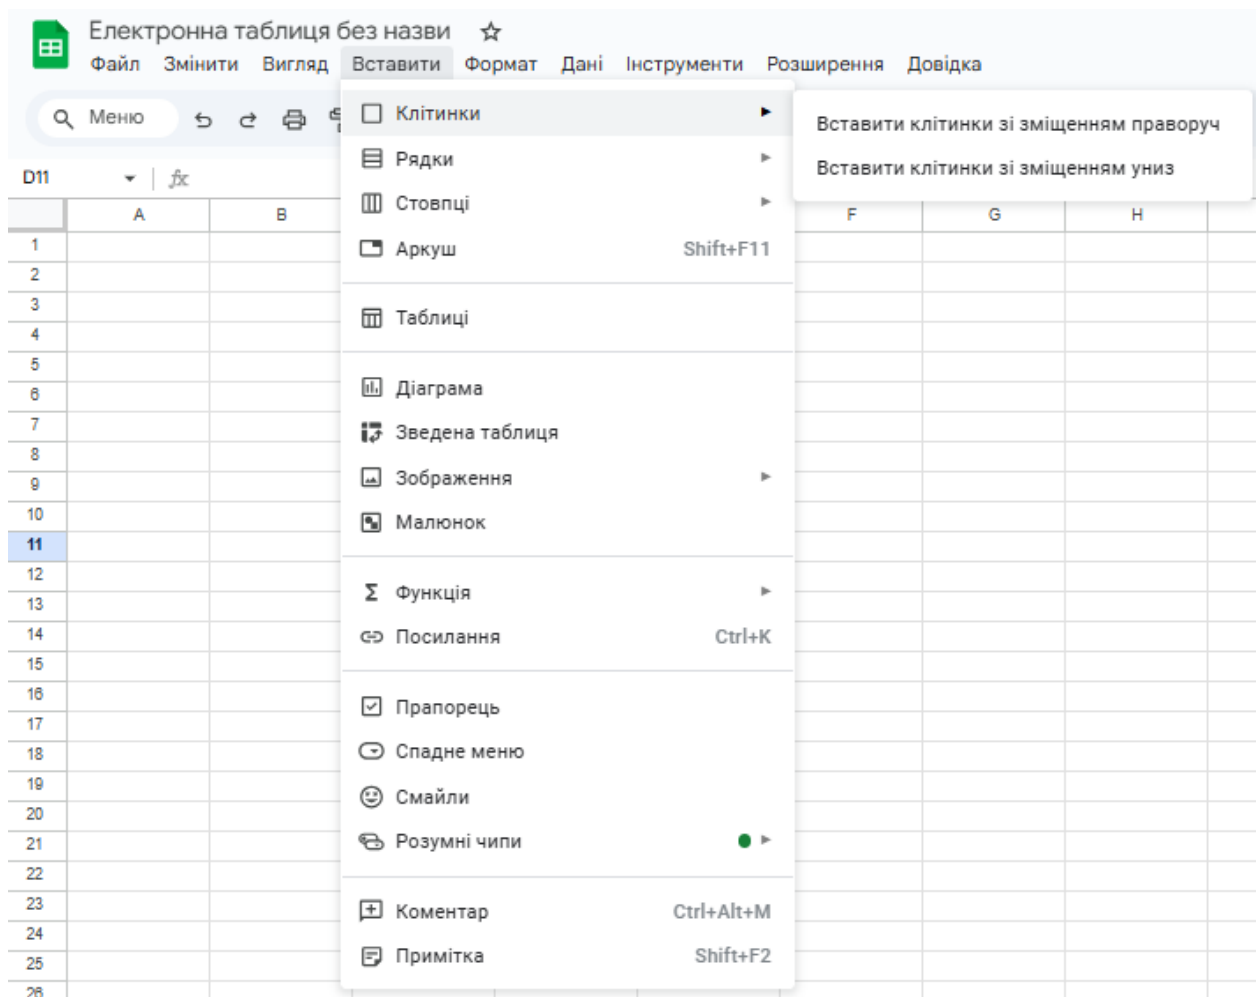 Електронна таблиця без назви
Файл Змінити Вигляд Вставити Формат Дані Інструменти Розширення Довідка
Меню
D11 fx
Клітинки
Вставити клітинки зі зміщенням праворуч
Вставити клітинки зі зміщенням униз
Рядки
Стовпці
Аркуш Shift+F11
Таблиці
Діаграма
Зведена таблиця
Зображення
Малюнок
Σ Функція
Посилання Ctrl+K
Прапорець
Спадне меню
Смайли
Розумні чипи
Коментар Ctrl+Alt+M
Примітка Shift+F2
A B F G H
1
2
3
4
5
6
7
8
9
10
11
12
13
14
15
16
17
18
19
20
21
22
23
24
25
26